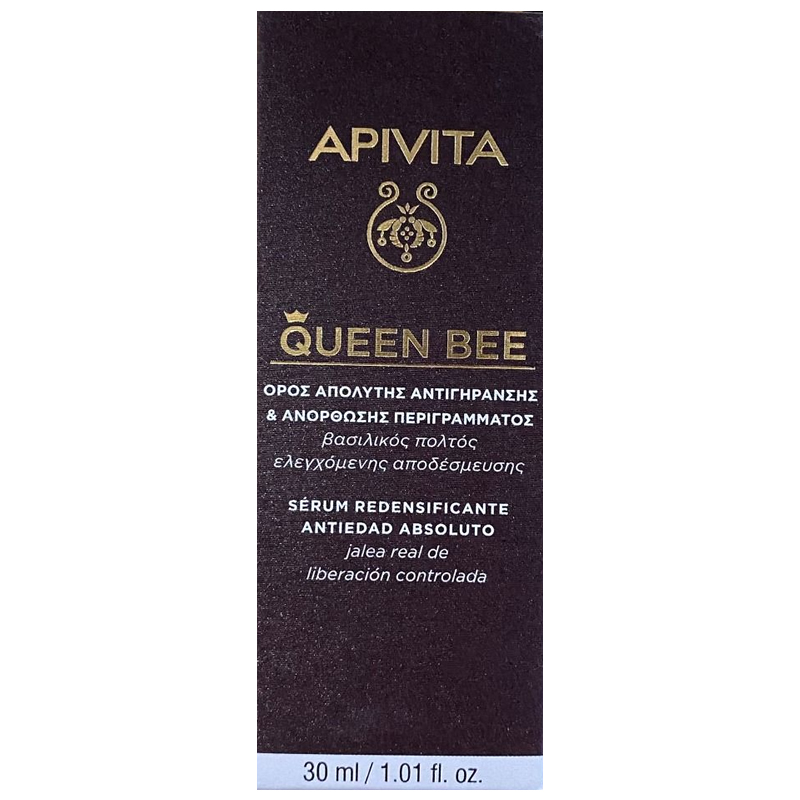 APIVITA
QUEEN BEE
ΟΡΟΣ ΑΠΟΛΥΤΗΣ ΑΝΤΙΓΗΡΑΝΣΗΣ
& ΑΝΟΡΘΩΣΗΣ ΠΕΡΙΓΡΑΜΜΑΤΟΣ
βασιλικός πολτός
ελεγχόμενης αποδέσμευσης
SÉRUM REDENSIFICANTE
ANTIEDAD ABSOLUTO
jalea real de
liberación controlada
30 ml / 1.01 fl. oz.